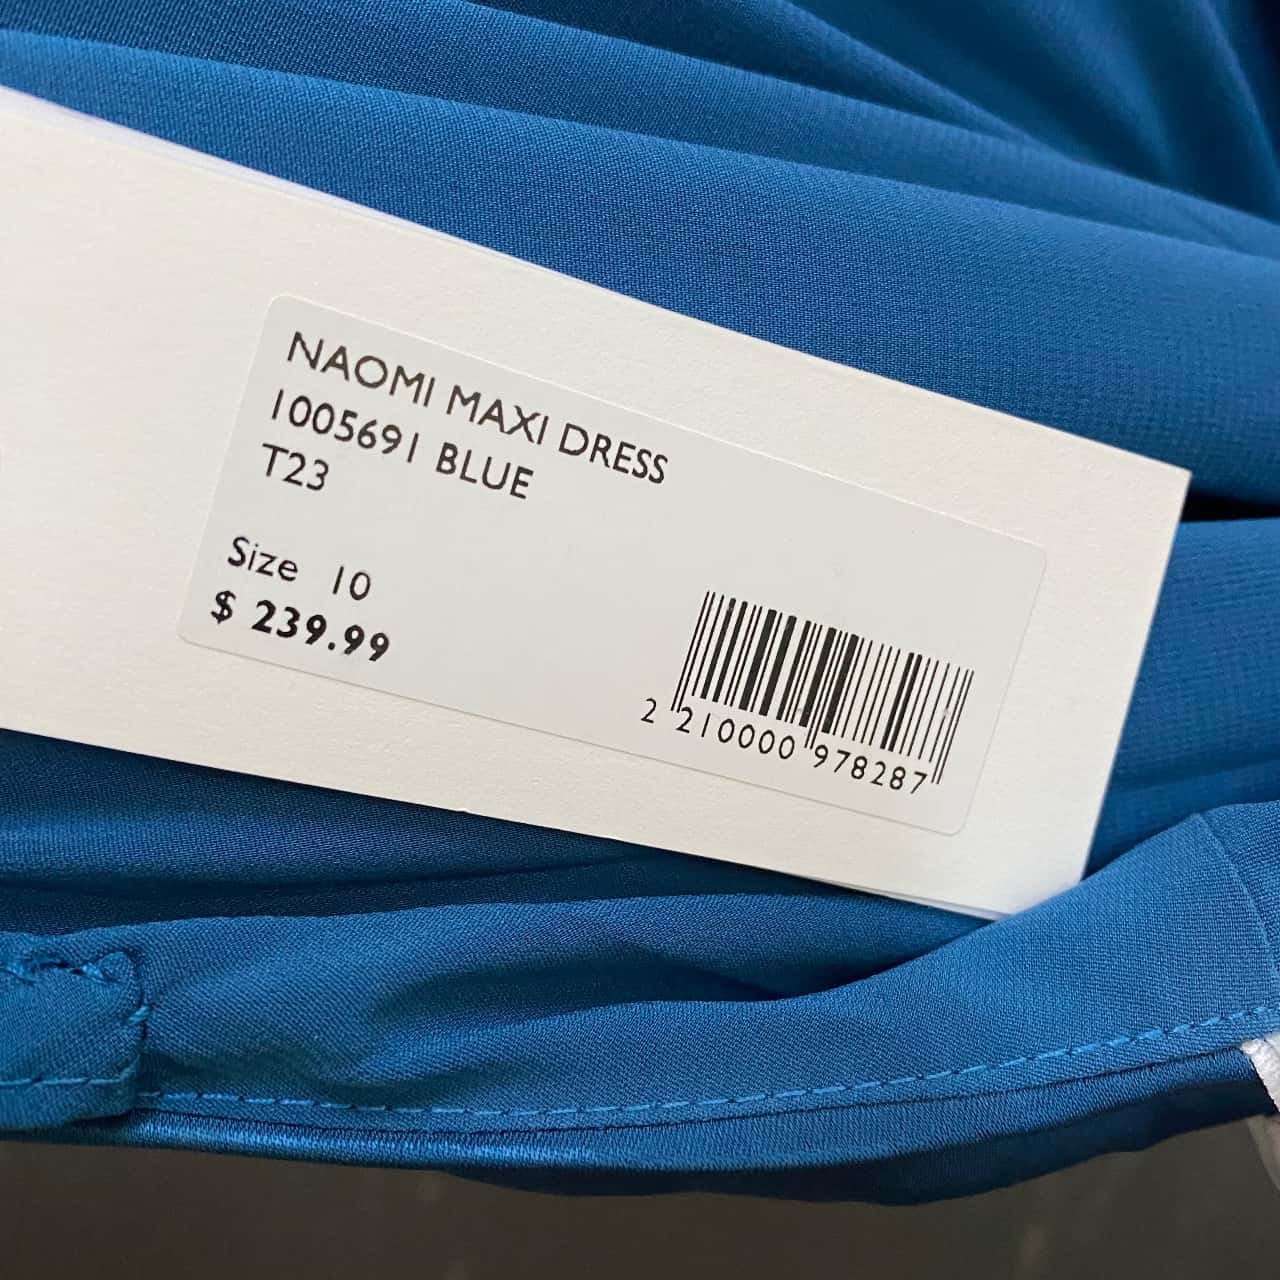 NAOMI MAXI DRESS
1005691 BLUE
T23
Size 10
$ 239.99
2 210000 978287